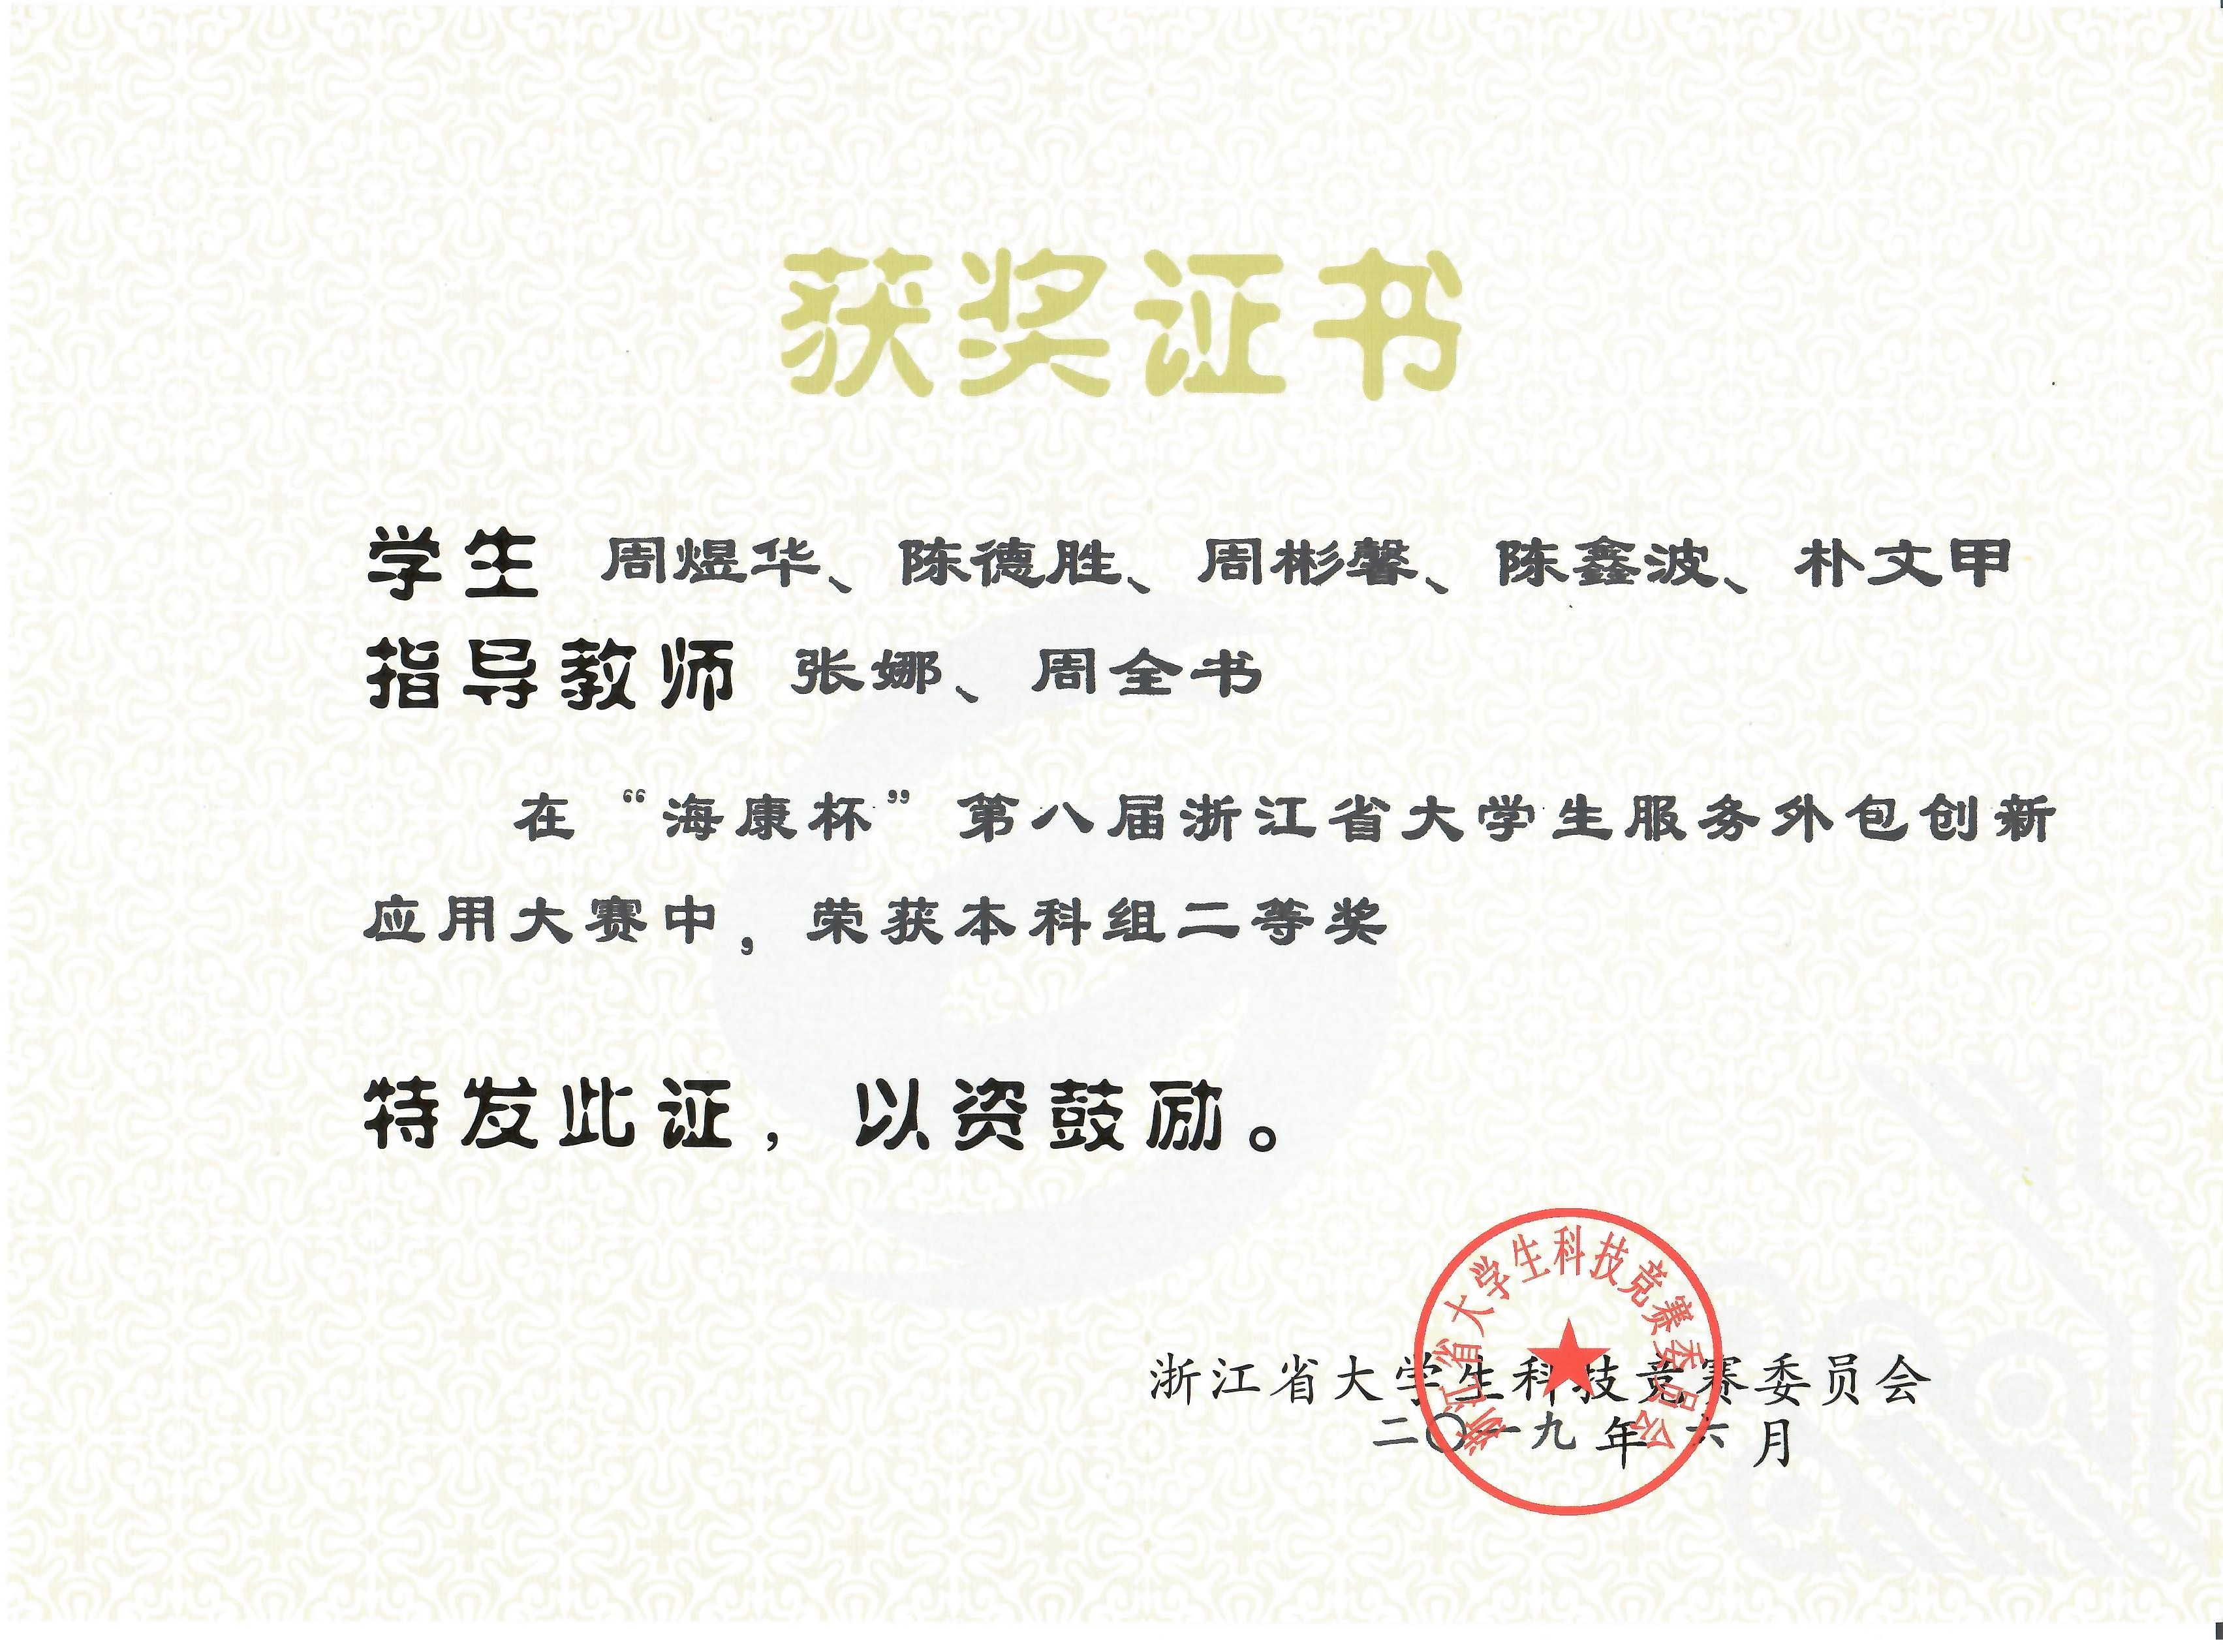 获奖证书
学生 周煜华、陈德胜、周彬馨、陈鑫波、朴文甲
指导教师 张娜、周全书
在“海康杯”第八届浙江省大学生服务外包创新
应用大赛中，荣获本科组二等奖
特发此证，以资鼓励。
浙江省大学生科技竞赛委员会
浙江省大学生科技竞赛委员会
二〇一九年六月